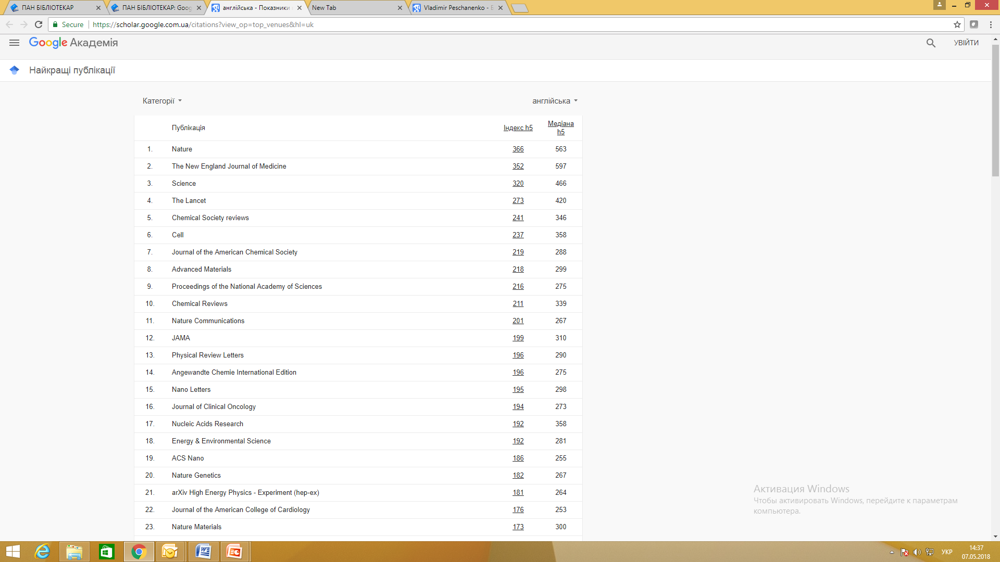 ПАН БІБЛІОТЕКАР
ПАН БІБЛІОТЕКАР: Goog
англійська - Показники
New Tab
Vladimir Peschanenko -
Secure
https://scholar.google.com.ua/citations?view_op=top_venues&hl=uk
Google Академія
УВІЙТИ
Найкращі публікації
Категорії
англійська
Публікація Індекс h5 Медіана
h5
1. Nature 366 563
2. The New England Journal of Medicine 352 597
3. Science 320 466
4. The Lancet 273 420
5. Chemical Society reviews 241 346
6. Cell 237 358
7. Journal of the American Chemical Society 219 288
8. Advanced Materials 218 299
9. Proceedings of the National Academy of Sciences 216 275
10. Chemical Reviews 211 339
11. Nature Communications 201 267
12. JAMA 199 310
13. Physical Review Letters 196 290
14. Angewandte Chemie International Edition 196 275
15. Nano Letters 195 298
16. Journal of Clinical Oncology 194 273
17. Nucleic Acids Research 192 358
18. Energy & Environmental Science 192 281
19. ACS Nano 186 255
20. Nature Genetics 182 267
21. arXiv High Energy Physics - Experiment (hep-ex) 181 264
22. Journal of the American College of Cardiology 176 253
23. Nature Materials 173 300
Активация Windows
Чтобы активировать Windows, перейдите к параметрам
компьютера.
УКР
14:37
07.05.2018